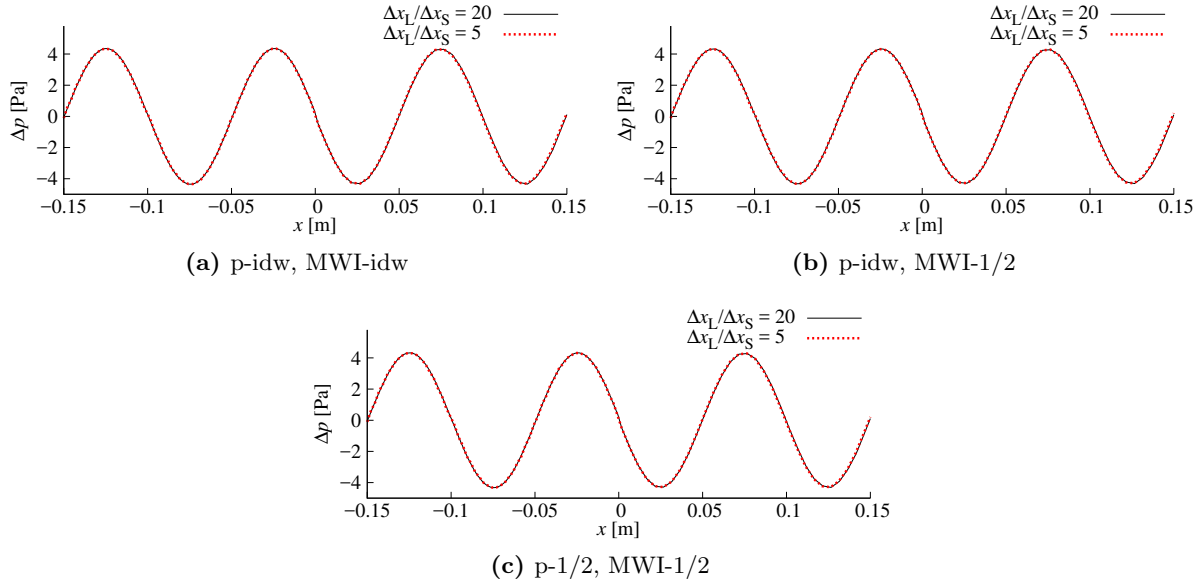 Δx_L/Δx_S = 20
Δx_L/Δx_S = 5
4
2
0
−2
−4
Δp [Pa]
−0.15 −0.1 −0.05 0 0.05 0.1 0.15
x [m]
(a) p-idw, MWI-idw
Δx_L/Δx_S = 20
Δx_L/Δx_S = 5
4
2
0
−2
−4
Δp [Pa]
−0.15 −0.1 −0.05 0 0.05 0.1 0.15
x [m]
(b) p-idw, MWI-1/2
Δx_L/Δx_S = 20
Δx_L/Δx_S = 5
4
2
0
−2
−4
Δp [Pa]
−0.15 −0.1 −0.05 0 0.05 0.1 0.15
x [m]
(c) p-1/2, MWI-1/2